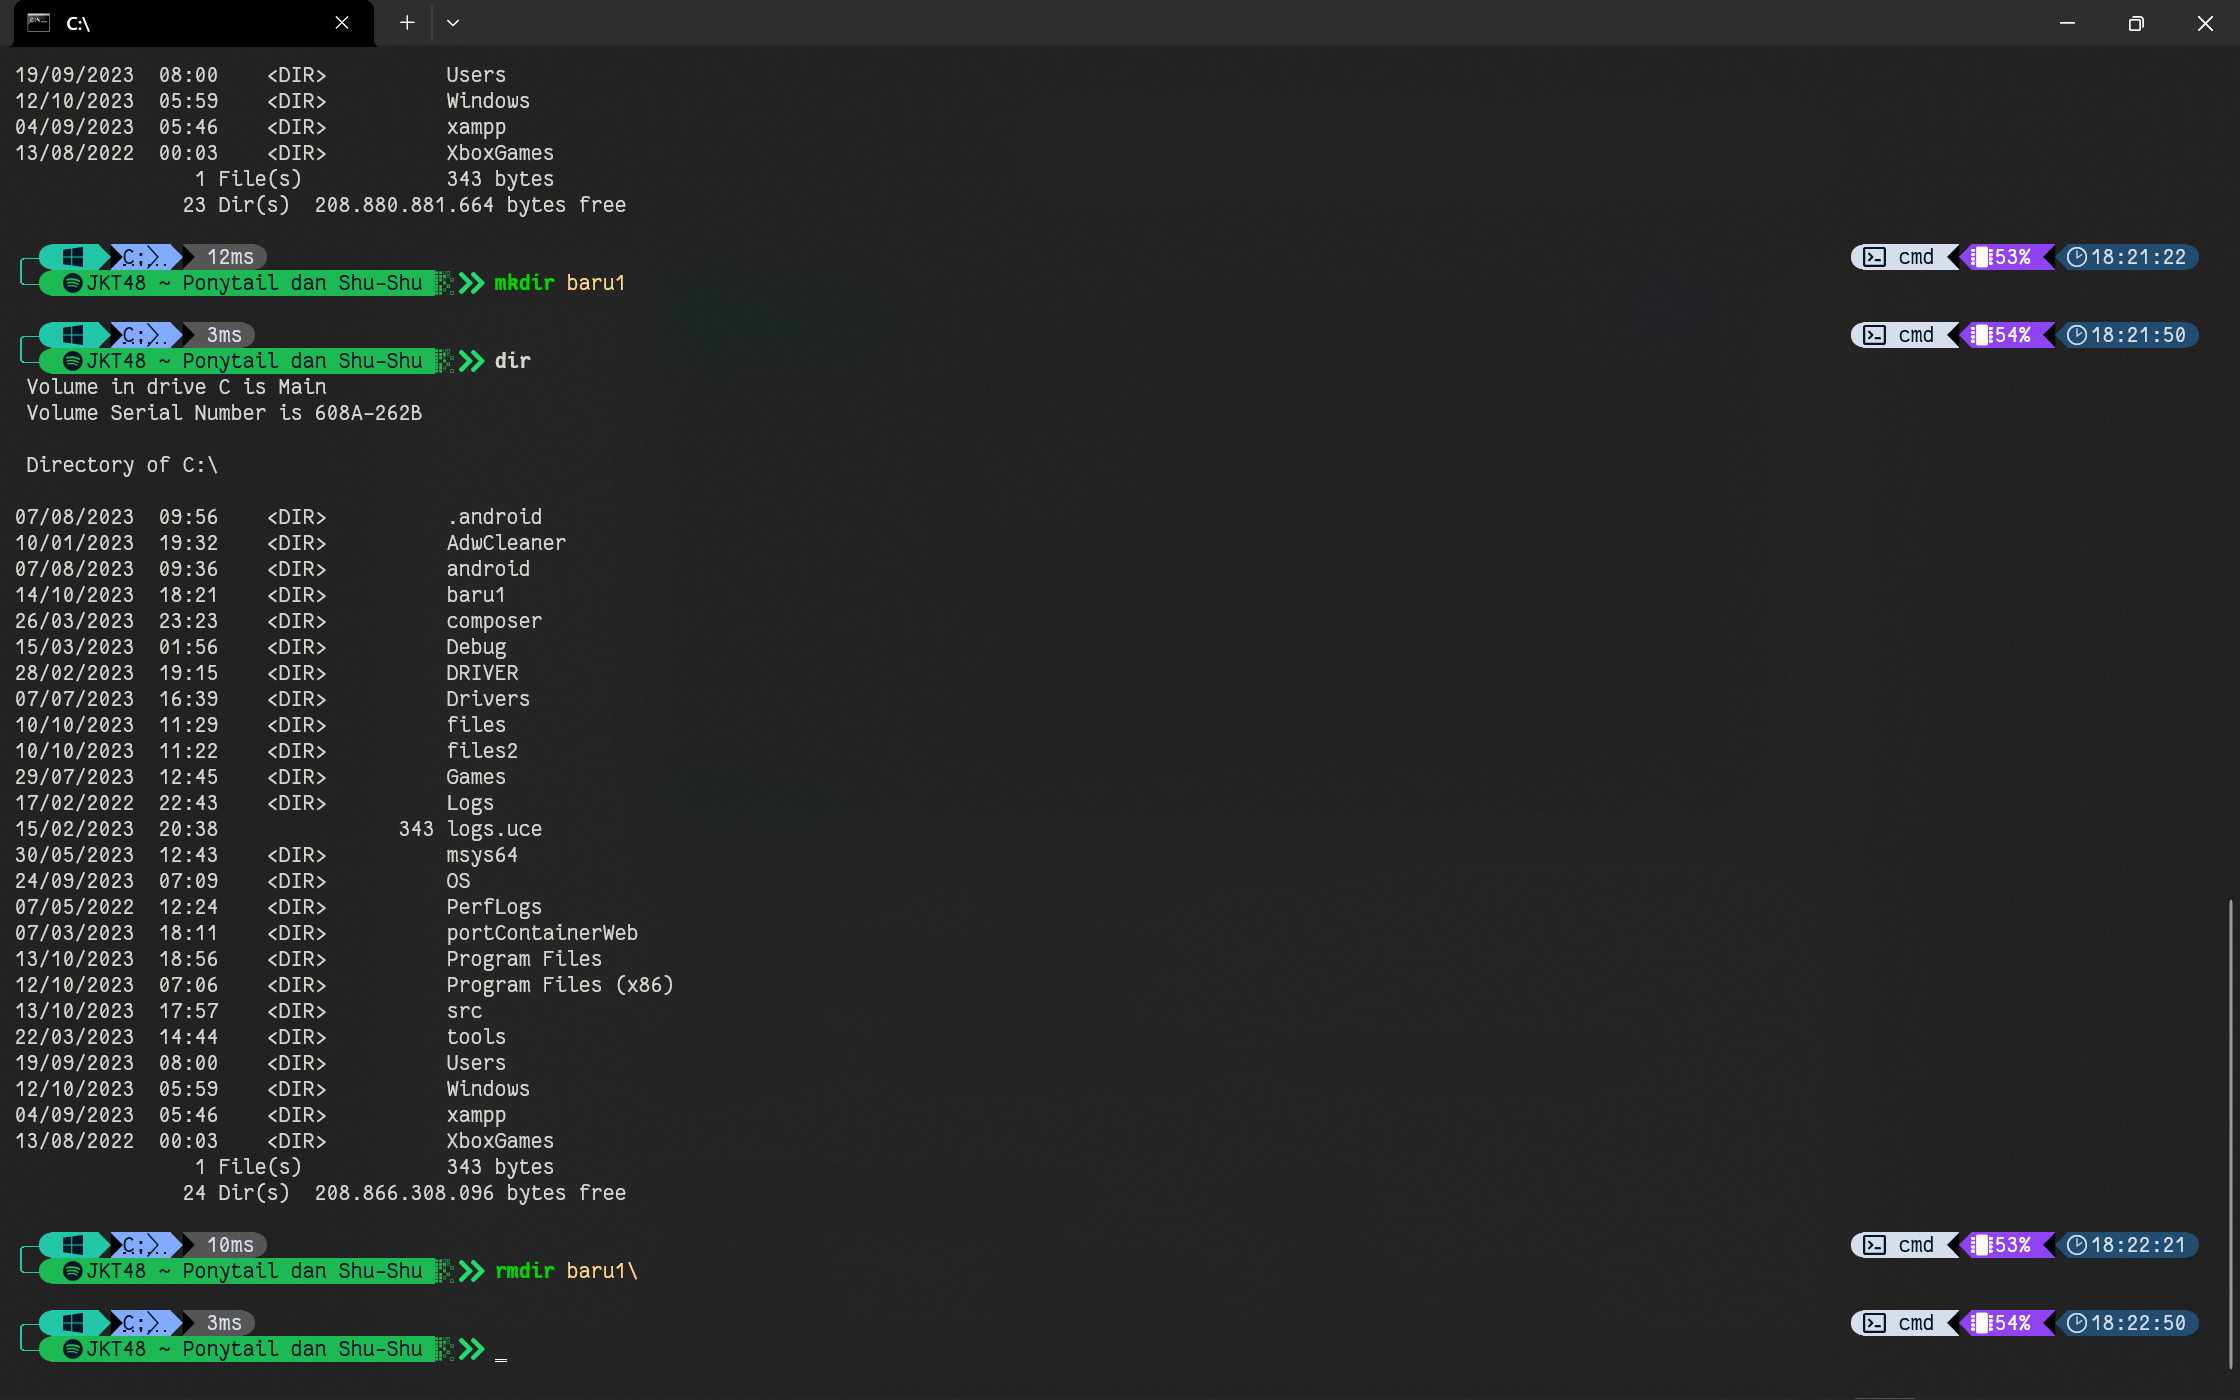 C:\
19/09/2023  08:00    <DIR>          Users
12/10/2023  05:59    <DIR>          Windows
04/09/2023  05:46    <DIR>          xampp
13/08/2022  00:03    <DIR>          XboxGames
               1 File(s)            343 bytes
              23 Dir(s)  208.880.881.664 bytes free
C:\ 12ms cmd 53% 18:21:22
JKT48 ~ Ponytail dan Shu-Shu mkdir baru1
C:\ 3ms cmd 54% 18:21:50
JKT48 ~ Ponytail dan Shu-Shu dir
 Volume in drive C is Main
 Volume Serial Number is 608A-262B
 Directory of C:\
07/08/2023  09:56    <DIR>          .android
10/01/2023  19:32    <DIR>          AdwCleaner
07/08/2023  09:36    <DIR>          android
14/10/2023  18:21    <DIR>          baru1
26/03/2023  23:23    <DIR>          composer
15/03/2023  01:56    <DIR>          Debug
28/02/2023  19:15    <DIR>          DRIVER
07/07/2023  16:39    <DIR>          Drivers
10/10/2023  11:29    <DIR>          files
10/10/2023  11:22    <DIR>          files2
29/07/2023  12:45    <DIR>          Games
17/02/2022  22:43    <DIR>          Logs
15/02/2023  20:38               343 logs.uce
30/05/2023  12:43    <DIR>          msys64
24/09/2023  07:09    <DIR>          OS
07/05/2022  12:24    <DIR>          PerfLogs
07/03/2023  18:11    <DIR>          portContainerWeb
13/10/2023  18:56    <DIR>          Program Files
12/10/2023  07:06    <DIR>          Program Files (x86)
13/10/2023  17:57    <DIR>          src
22/03/2023  14:44    <DIR>          tools
19/09/2023  08:00    <DIR>          Users
12/10/2023  05:59    <DIR>          Windows
04/09/2023  05:46    <DIR>          xampp
13/08/2022  00:03    <DIR>          XboxGames
               1 File(s)            343 bytes
              24 Dir(s)  208.866.308.096 bytes free
C:\ 10ms cmd 53% 18:22:21
JKT48 ~ Ponytail dan Shu-Shu rmdir baru1\
C:\ 3ms cmd 54% 18:22:50
JKT48 ~ Ponytail dan Shu-Shu